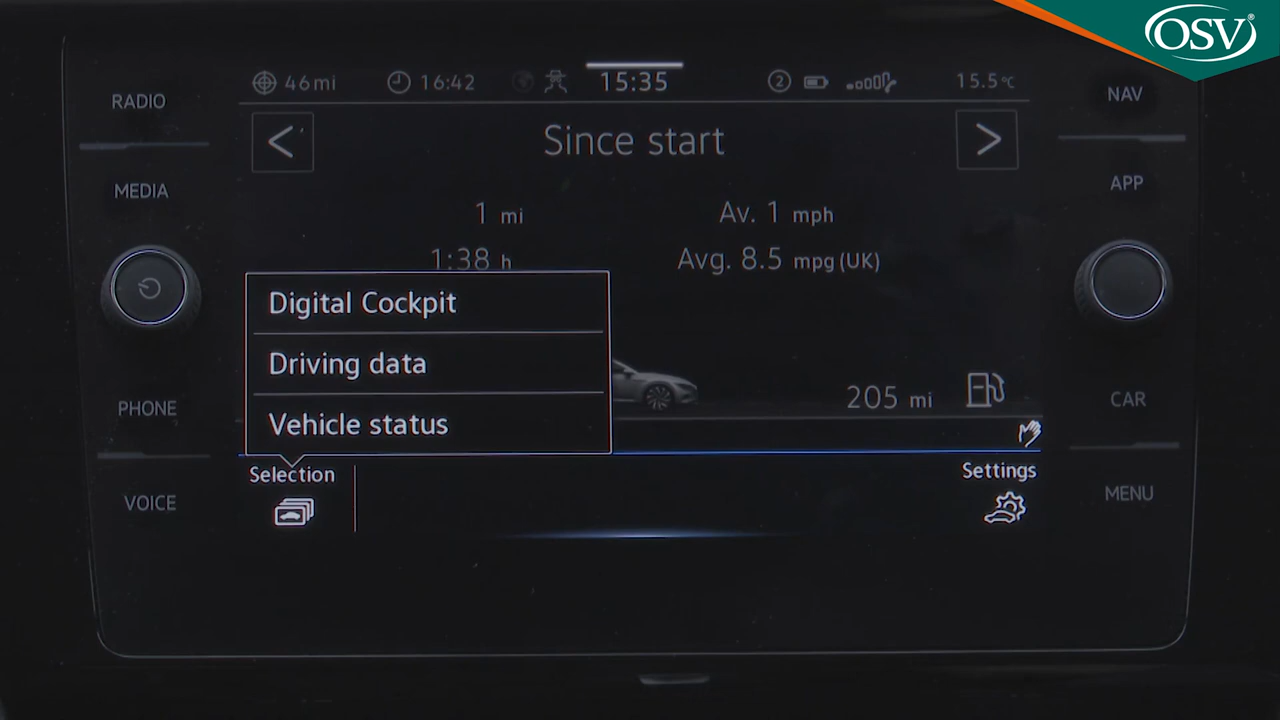 OSV®
46mi 16:42 15:35 2 15.5°C
RADIO
NAV
Since start
MEDIA
APP
1 mi
Av. 1 mph
1:38 h
Avg. 8.5 mpg (UK)
Digital Cockpit
Driving data
205 mi
PHONE
CAR
Vehicle status
Selection
Settings
VOICE
MENU